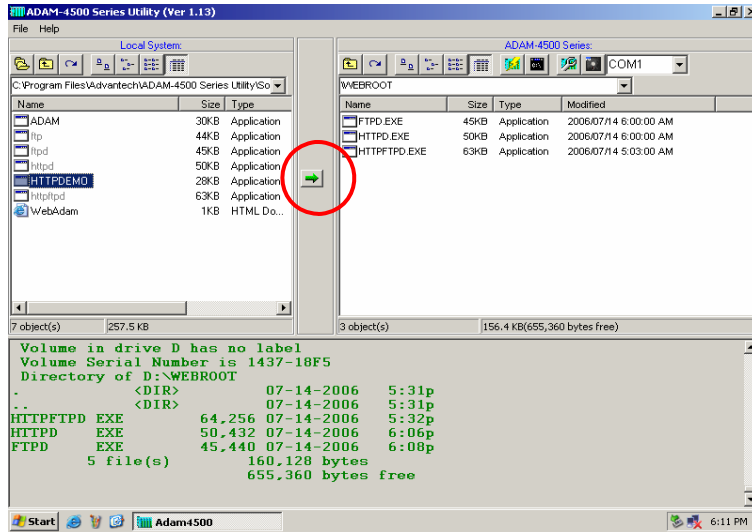 ADAM-4500 Series Utility (Ver 1.13)
File Help
Local System:
ADAM-4500 Series:
COM1
C:\Program Files\Advantech\ADAM-4500 Series Utility\So
\WEBROOT
Name Size Type
ADAM 30KB Application
ftp 44KB Application
ftpd 45KB Application
httpd 50KB Application
HTTPDEMO 28KB Application
httpftpd 63KB Application
WebAdam 1KB HTML Do...
Name Size Type Modified
FTPD.EXE 45KB Application 2006/07/14 6:00:00 AM
HTTPD.EXE 50KB Application 2006/07/14 6:00:00 AM
HTTPFTPD.EXE 63KB Application 2006/07/14 5:03:00 AM
7 object(s) 257.5 KB
3 object(s) 156.4 KB(655,360 bytes free)
Volume in drive D has no label
Volume Serial Number is 1437-18F5
Directory of D:\WEBROOT
. <DIR> 07-14-2006 5:31p
.. <DIR> 07-14-2006 5:31p
HTTPFTPD EXE 64,256 07-14-2006 5:32p
HTTPD EXE 50,432 07-14-2006 6:06p
FTPD EXE 45,440 07-14-2006 6:08p
5 file(s) 160,128 bytes
655,360 bytes free
Start Adam4500 6:11 PM